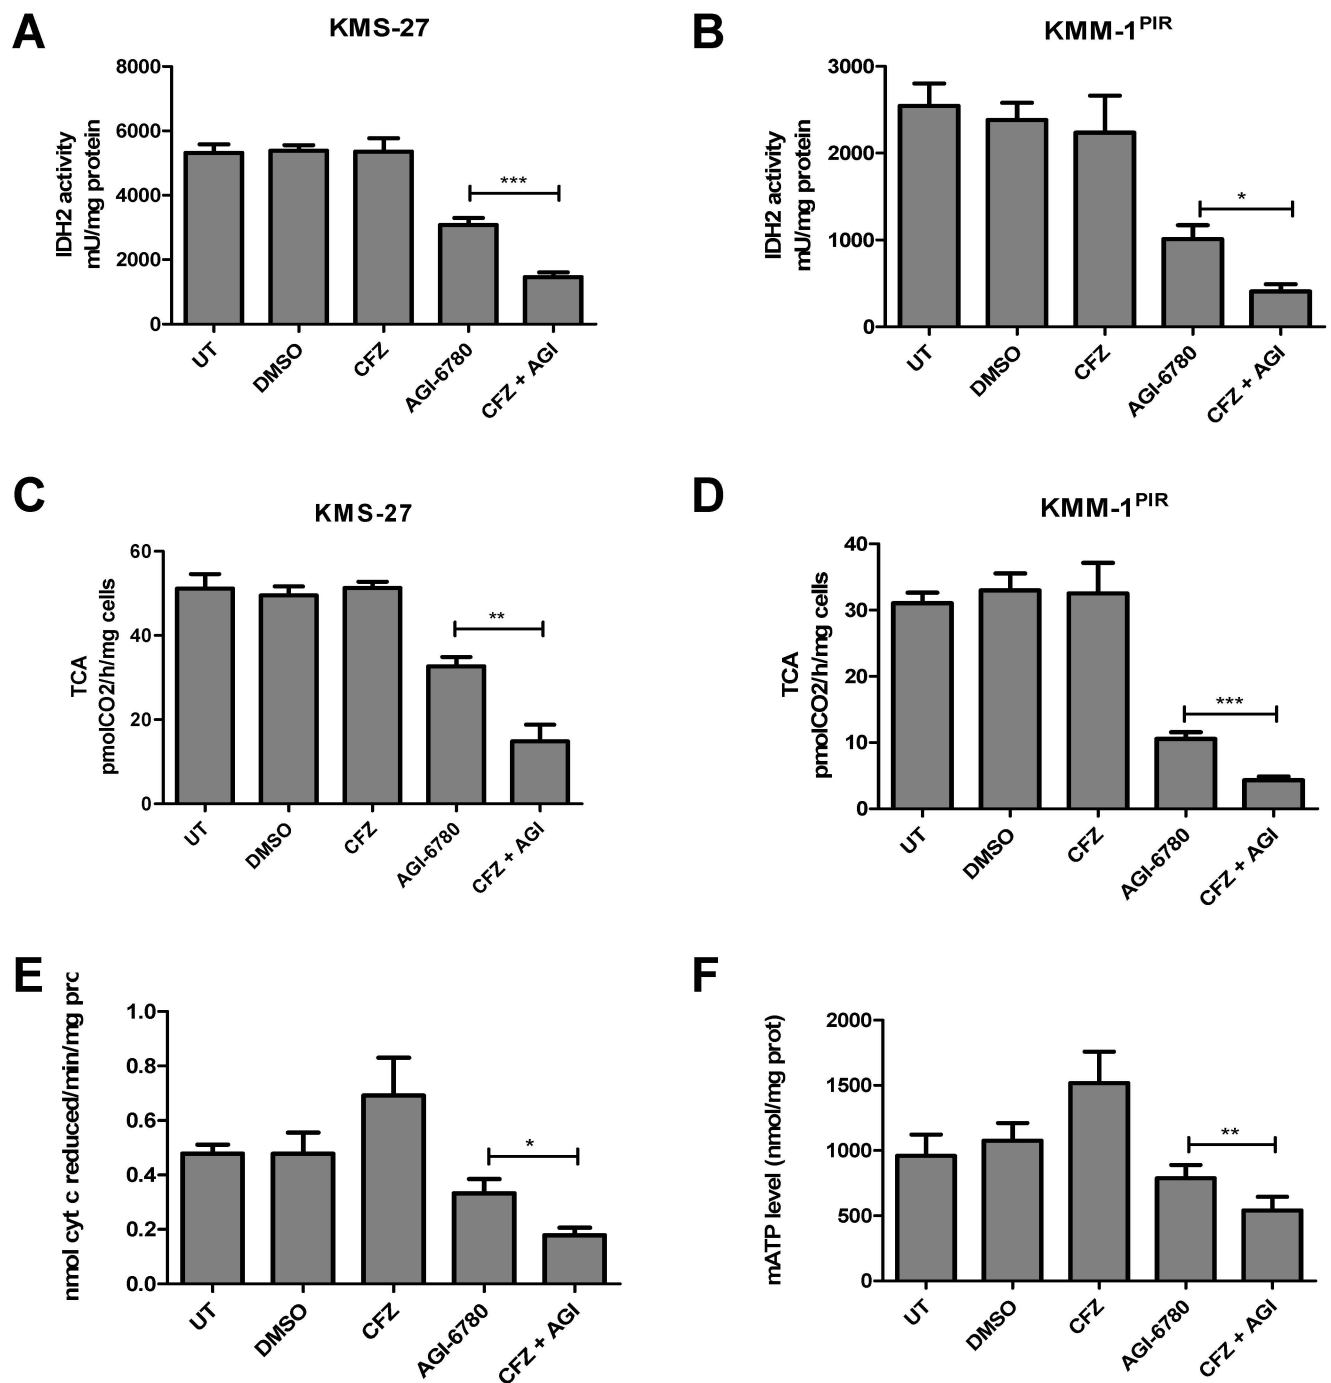 A
KMS-27
IDH2 activity
mU/mg protein
8000
6000
4000
2000
0
***
UT
DMSO
CFZ
AGI-6780
CFZ + AGI
B
KMM-1PIR
IDH2 activity
mU/mg protein
3000
2000
1000
0
*
UT
DMSO
CFZ
AGI-6780
CFZ + AGI
C
KMS-27
TCA
pmolCO2/h/mg cells
60
40
20
0
**
UT
DMSO
CFZ
AGI-6780
CFZ + AGI
D
KMM-1PIR
TCA
pmolCO2/h/mg cells
40
30
20
10
0
***
UT
DMSO
CFZ
AGI-6780
CFZ + AGI
E
nmol cyt c reduced/min/mg prc
1.0
0.8
0.6
0.4
0.2
0.0
*
UT
DMSO
CFZ
AGI-6780
CFZ + AGI
F
mATP level (nmol/mg prot)
2000
1500
1000
500
0
**
UT
DMSO
CFZ
AGI-6780
CFZ + AGI